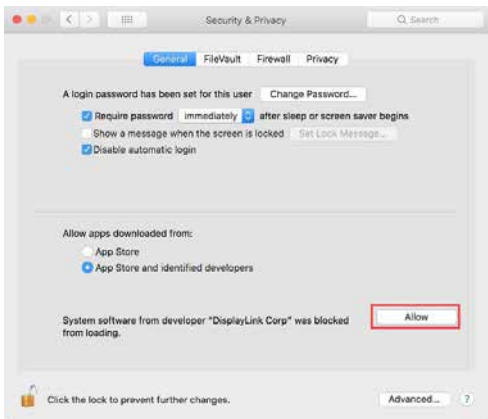 Security & Privacy
Search
General FileVault Firewall Privacy
A login password has been set for this user Change Password...
Require password immediately after sleep or screen saver begins
Show a message when the screen is locked Set Lock Message...
Disable automatic login
Allow apps downloaded from:
App Store
App Store and identified developers
System software from developer "DisplayLink Corp" was blocked Allow
from loading.
Click the lock to prevent further changes. Advanced... ?